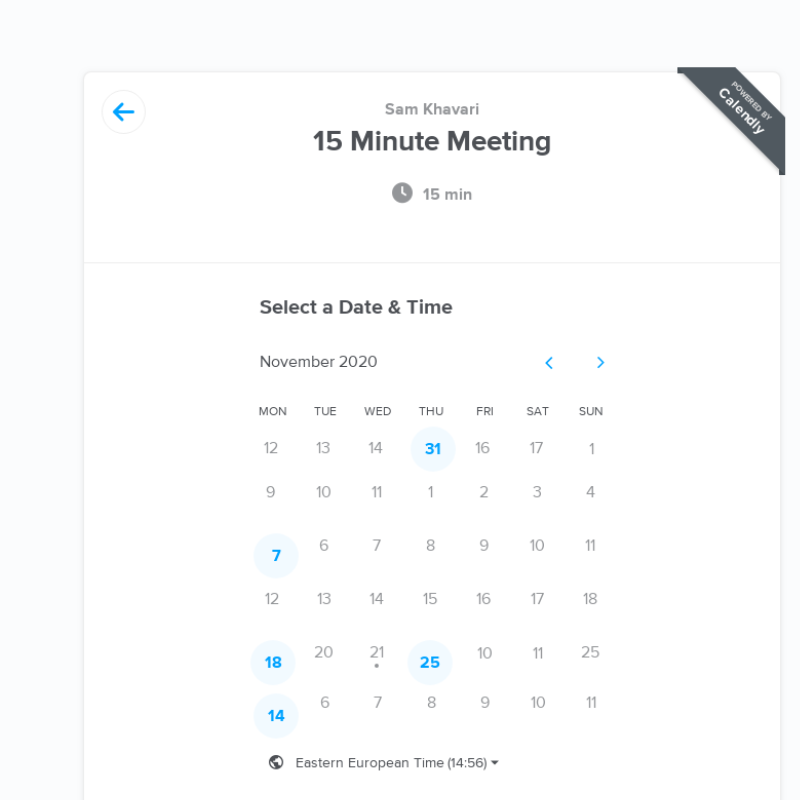 POWERED BY
Calendly
Sam Khavari
15 Minute Meeting
15 min
Select a Date & Time
November 2020
MON TUE WED THU FRI SAT SUN
12 13 14 31 16 17 1
9 10 11 1 2 3 4
7 6 7 8 9 10 11
12 13 14 15 16 17 18
18 20 21 25 10 11 25
14 6 7 8 9 10 11
Eastern European Time (14:56)